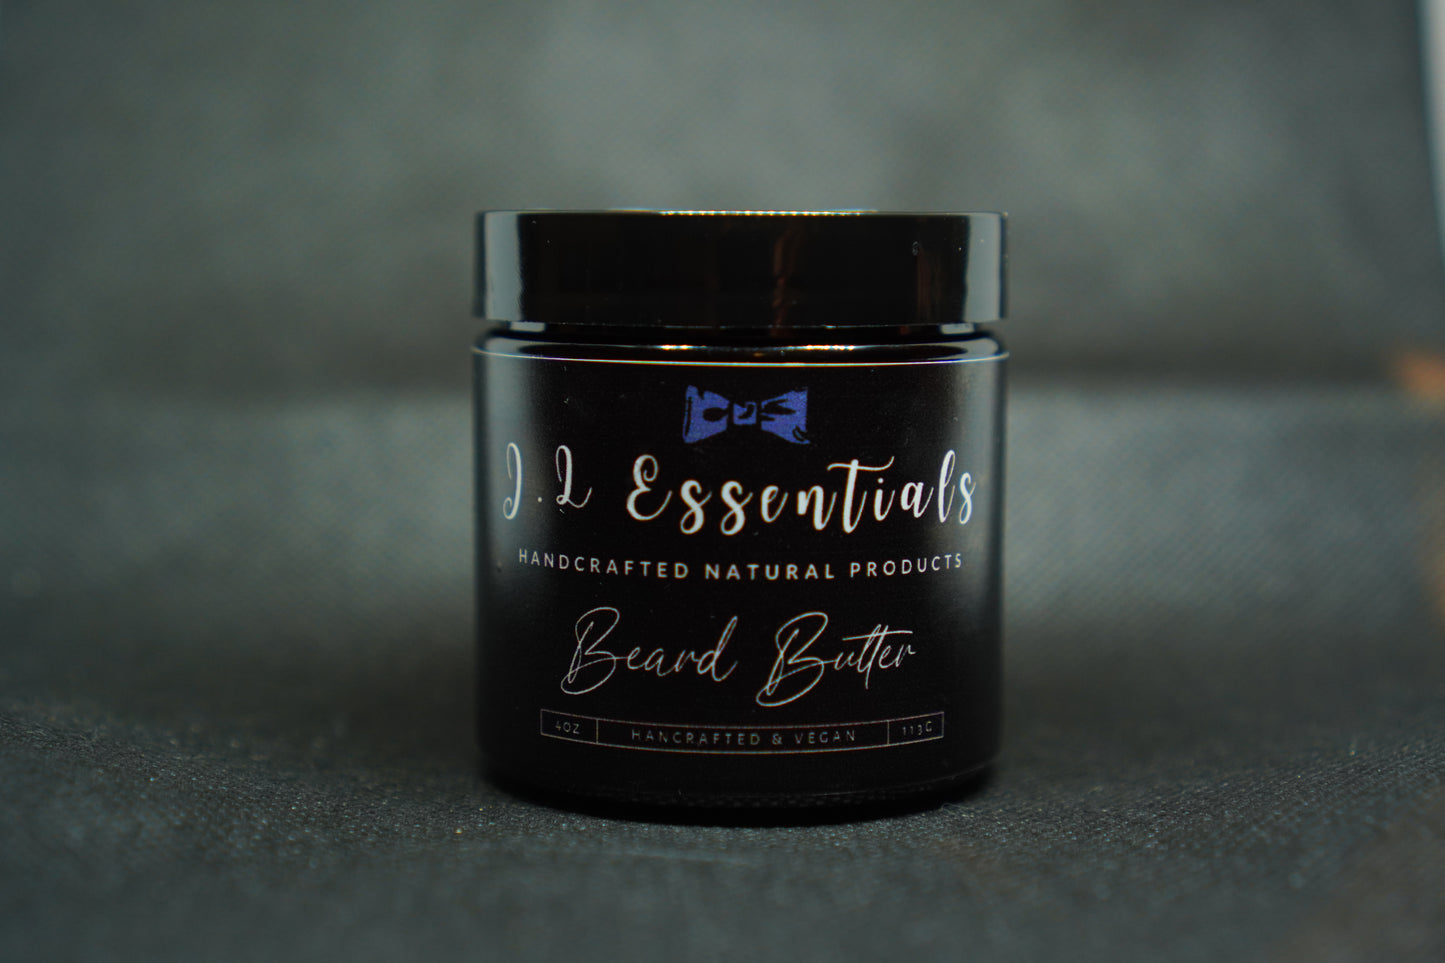 J.L Essentials
HANDCRAFTED NATURAL PRODUCTS
Beard Butter
4OZ HANCRAFTED & VEGAN 113G